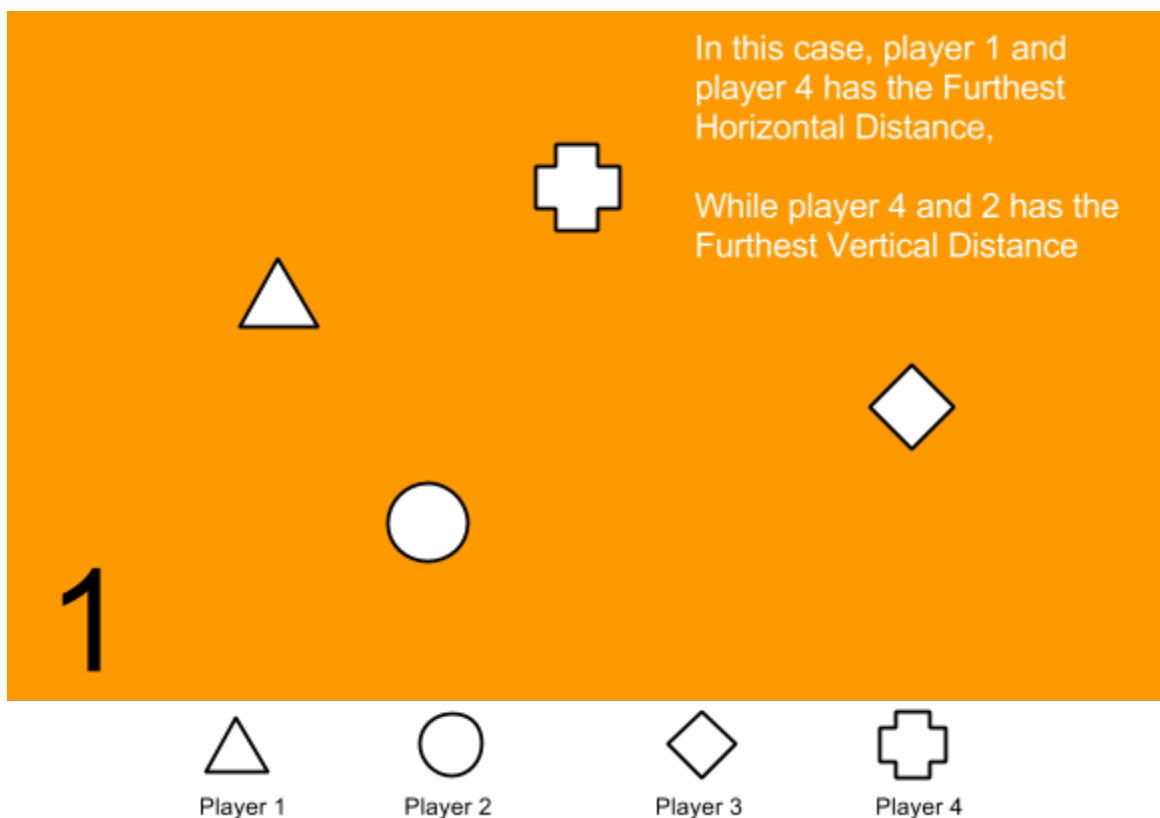 In this case, player 1 and
player 4 has the Furthest
Horizontal Distance,
While player 4 and 2 has the
Furthest Vertical Distance
1
Player 1
Player 2
Player 3
Player 4